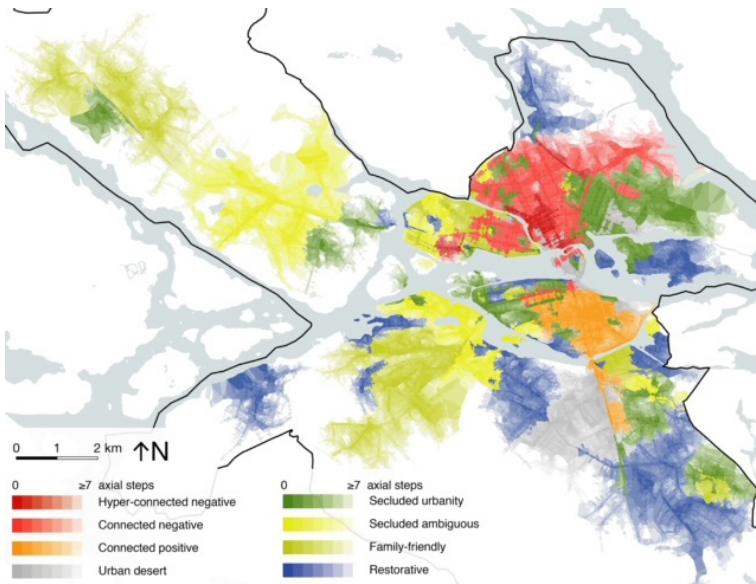 0 1 2 km ↑N
0 ≥7 axial steps
Hyper-connected negative
Connected negative
Connected positive
Urban desert
0 ≥7 axial steps
Secluded urbanity
Secluded ambiguous
Family-friendly
Restorative